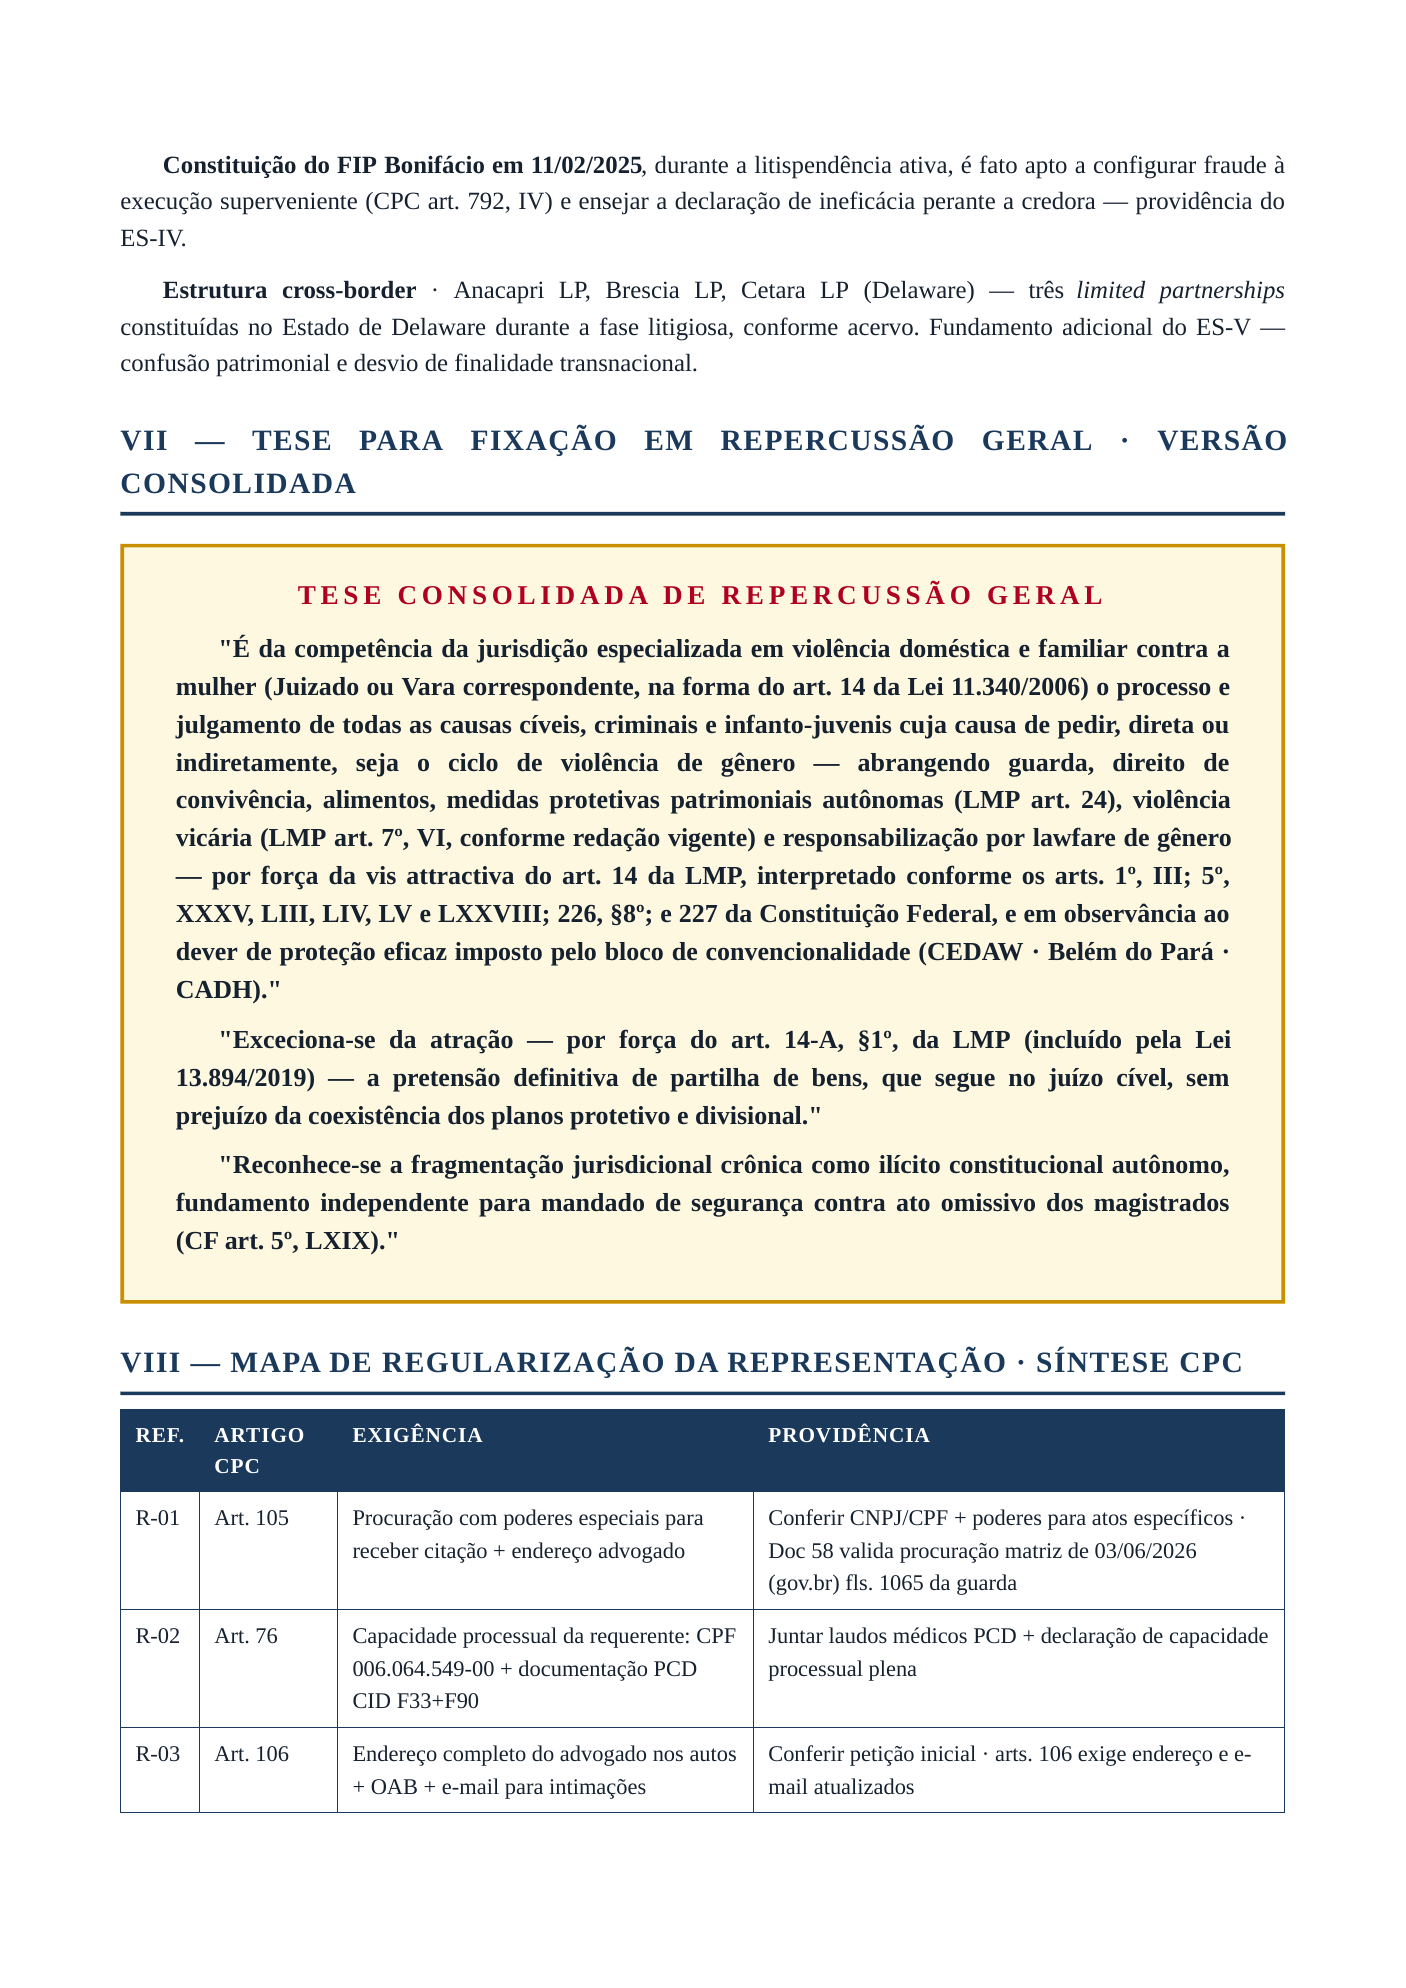 Constituição do FIP Bonifácio em 11/02/2025, durante a litispendência ativa, é fato apto a configurar fraude à
execução superveniente (CPC art. 792, IV) e ensejar a declaração de ineficácia perante a credora — providência do
ES-IV.
Estrutura cross-border · Anacapri LP, Brescia LP, Cetara LP (Delaware) — três limited partnerships
constituídas no Estado de Delaware durante a fase litigiosa, conforme acervo. Fundamento adicional do ES-V —
confusão patrimonial e desvio de finalidade transnacional.
VII — TESE PARA FIXAÇÃO EM REPERCUSSÃO GERAL · VERSÃO
CONSOLIDADA
TESE CONSOLIDADA DE REPERCUSSÃO GERAL
"É da competência da jurisdição especializada em violência doméstica e familiar contra a
mulher (Juizado ou Vara correspondente, na forma do art. 14 da Lei 11.340/2006) o processo e
julgamento de todas as causas cíveis, criminais e infanto-juvenis cuja causa de pedir, direta ou
indiretamente, seja o ciclo de violência de gênero — abrangendo guarda, direito de
convivência, alimentos, medidas protetivas patrimoniais autônomas (LMP art. 24), violência
vicária (LMP art. 7º, VI, conforme redação vigente) e responsabilização por lawfare de gênero
— por força da vis attractiva do art. 14 da LMP, interpretado conforme os arts. 1º, III; 5º,
XXXV, LIII, LIV, LV e LXXVIII; 226, §8º; e 227 da Constituição Federal, e em observância ao
dever de proteção eficaz imposto pelo bloco de convencionalidade (CEDAW · Belém do Pará ·
CADH)."
"Exceciona-se da atração — por força do art. 14-A, §1º, da LMP (incluído pela Lei
13.894/2019) — a pretensão definitiva de partilha de bens, que segue no juízo cível, sem
prejuízo da coexistência dos planos protetivo e divisional."
"Reconhece-se a fragmentação jurisdicional crônica como ilícito constitucional autônomo,
fundamento independente para mandado de segurança contra ato omissivo dos magistrados
(CF art. 5º, LXIX)."
VIII — MAPA DE REGULARIZAÇÃO DA REPRESENTAÇÃO · SÍNTESE CPC
REF. ARTIGO CPC EXIGÊNCIA PROVIDÊNCIA
R-01 Art. 105 Procuração com poderes especiais para Conferir CNPJ/CPF + poderes para atos específicos ·
receber citação + endereço advogado Doc 58 valida procuração matriz de 03/06/2026
(gov.br) fls. 1065 da guarda
R-02 Art. 76 Capacidade processual da requerente: CPF Juntar laudos médicos PCD + declaração de capacidade
006.064.549-00 + documentação PCD processual plena
CID F33+F90
R-03 Art. 106 Endereço completo do advogado nos autos Conferir petição inicial · arts. 106 exige endereço e e-
+ OAB + e-mail para intimações mail atualizados